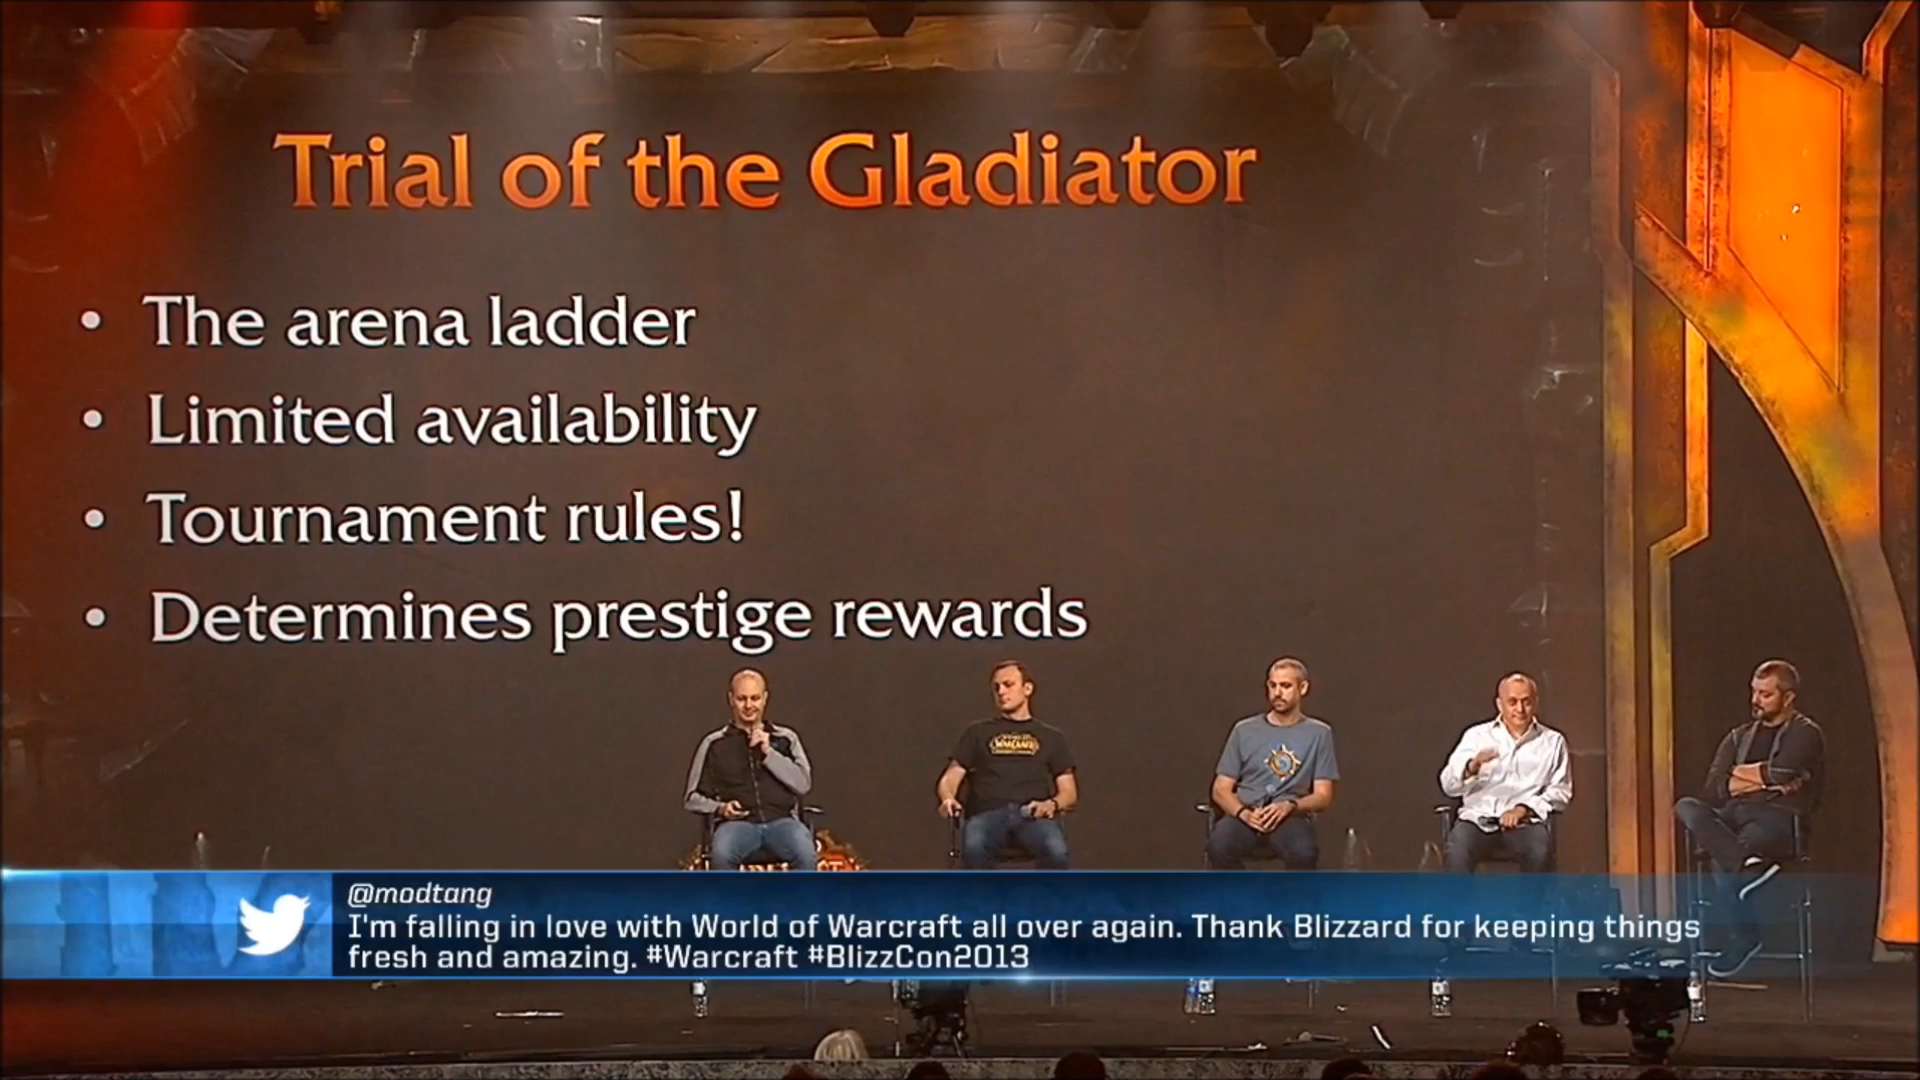 Trial of the Gladiator
• The arena ladder
• Limited availability
• Tournament rules!
• Determines prestige rewards
WARCRAFT
@modtang
I'm falling in love with World of Warcraft all over again. Thank Blizzard for keeping things
fresh and amazing. #Warcraft #BlizzCon2013